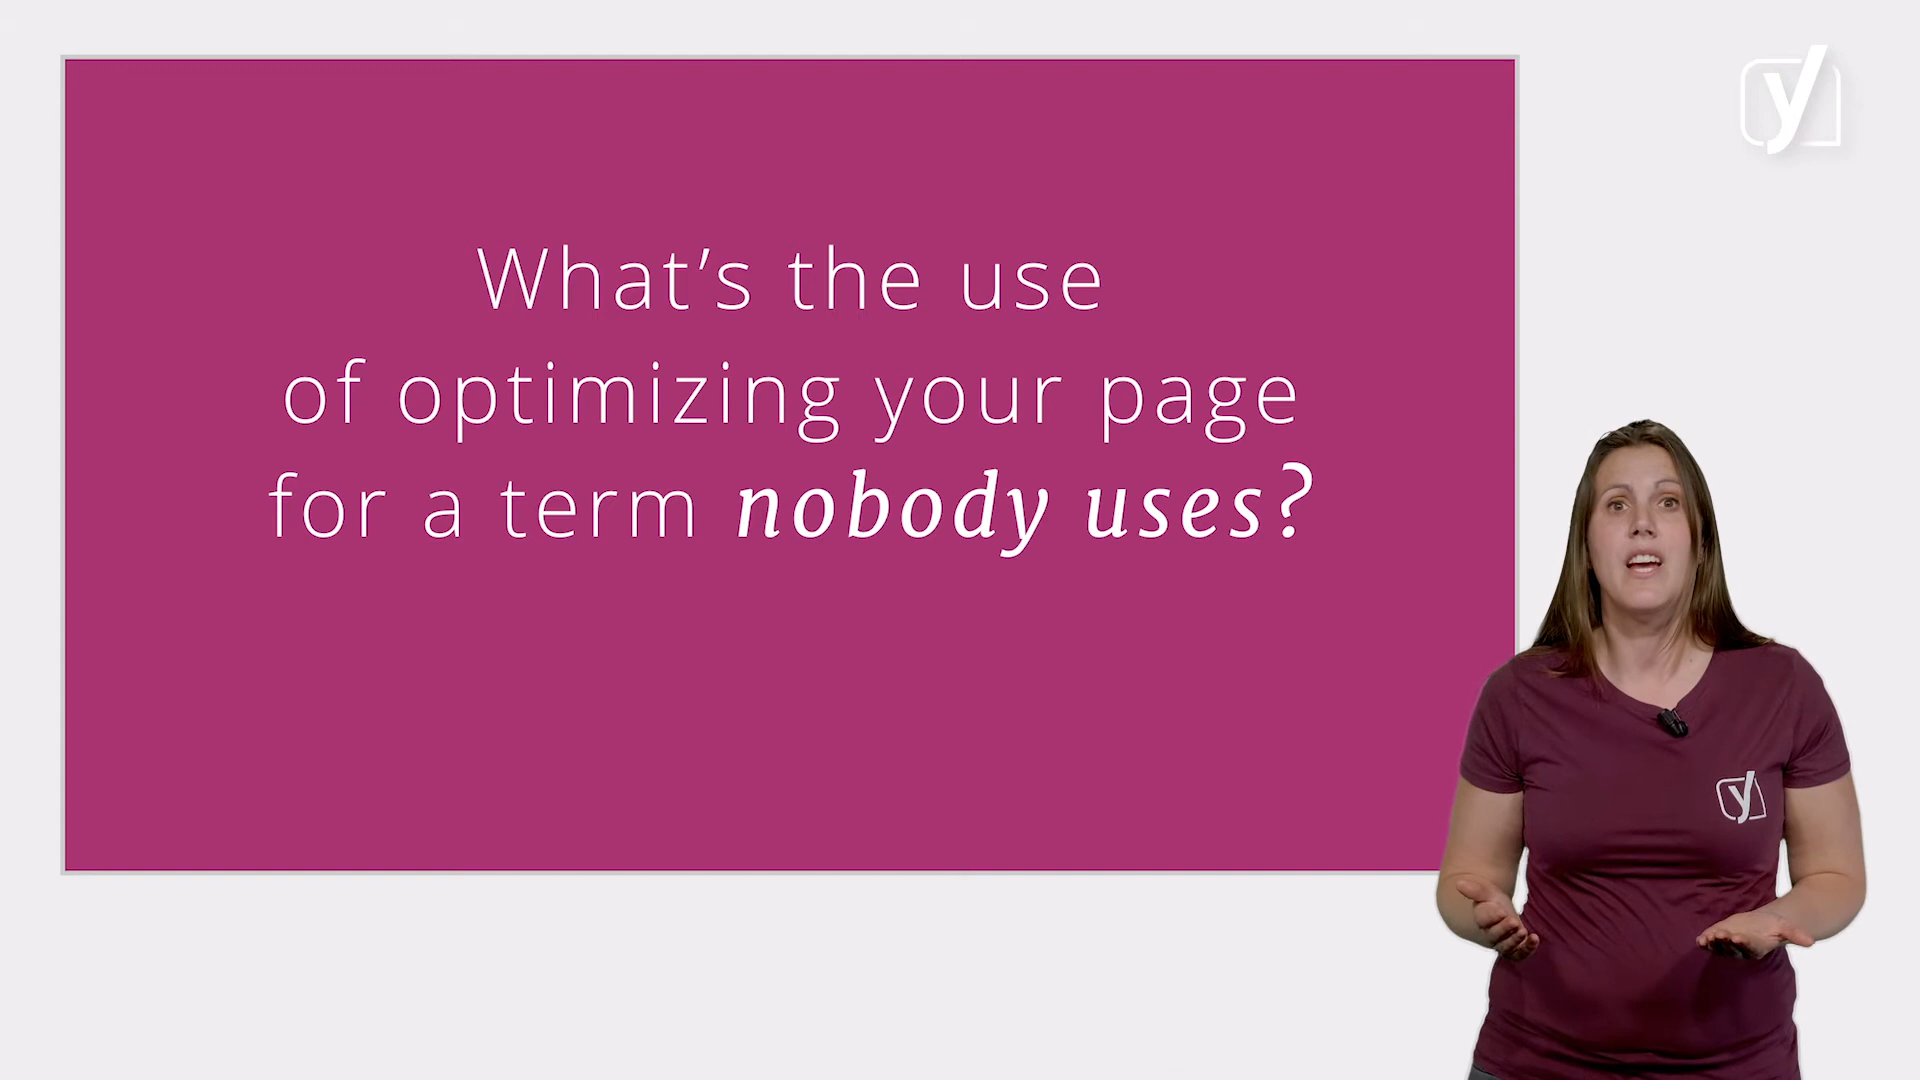 What’s the use
of optimizing your page
for a term nobody uses?
y
y